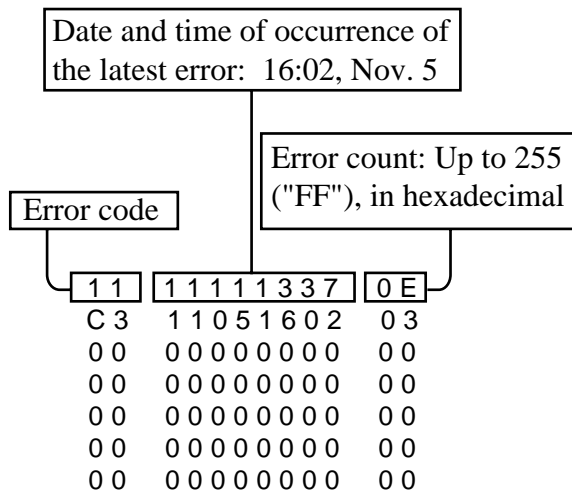 Date and time of occurrence of
the latest error: 16:02, Nov. 5
Error count: Up to 255
("FF"), in hexadecimal
Error code
1 1 1 1 1 1 1 3 3 7 0 E
C 3 1 1 0 5 1 6 0 2 0 3
0 0 0 0 0 0 0 0 0 0 0 0
0 0 0 0 0 0 0 0 0 0 0 0
0 0 0 0 0 0 0 0 0 0 0 0
0 0 0 0 0 0 0 0 0 0 0 0
0 0 0 0 0 0 0 0 0 0 0 0